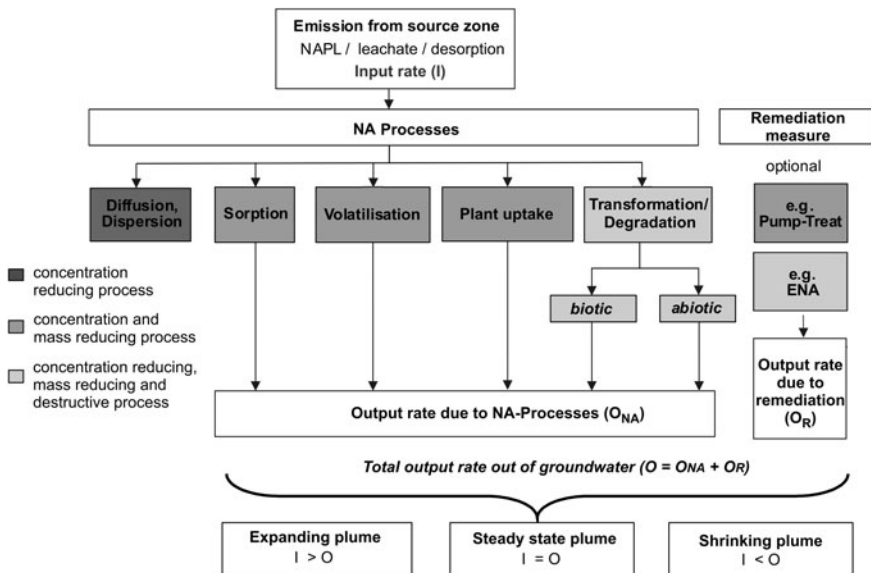 Emission from source zone
NAPL / leachate / desorption
Input rate (I)
NA Processes
Remediation
measure
optional
Diffusion,
Dispersion
Sorption
Volatilisation
Plant uptake
Transformation/
Degradation
e.g.
Pump-Treat
concentration
reducing process
concentration and
mass reducing process
concentration reducing,
mass reducing and
destructive process
biotic
abiotic
e.g.
ENA
Output rate due to NA-Processes (ONA)
Output rate
due to
remediation
(OR)
Total output rate out of groundwater (O = ONA + OR)
Expanding plume
I > O
Steady state plume
I = O
Shrinking plume
I < O